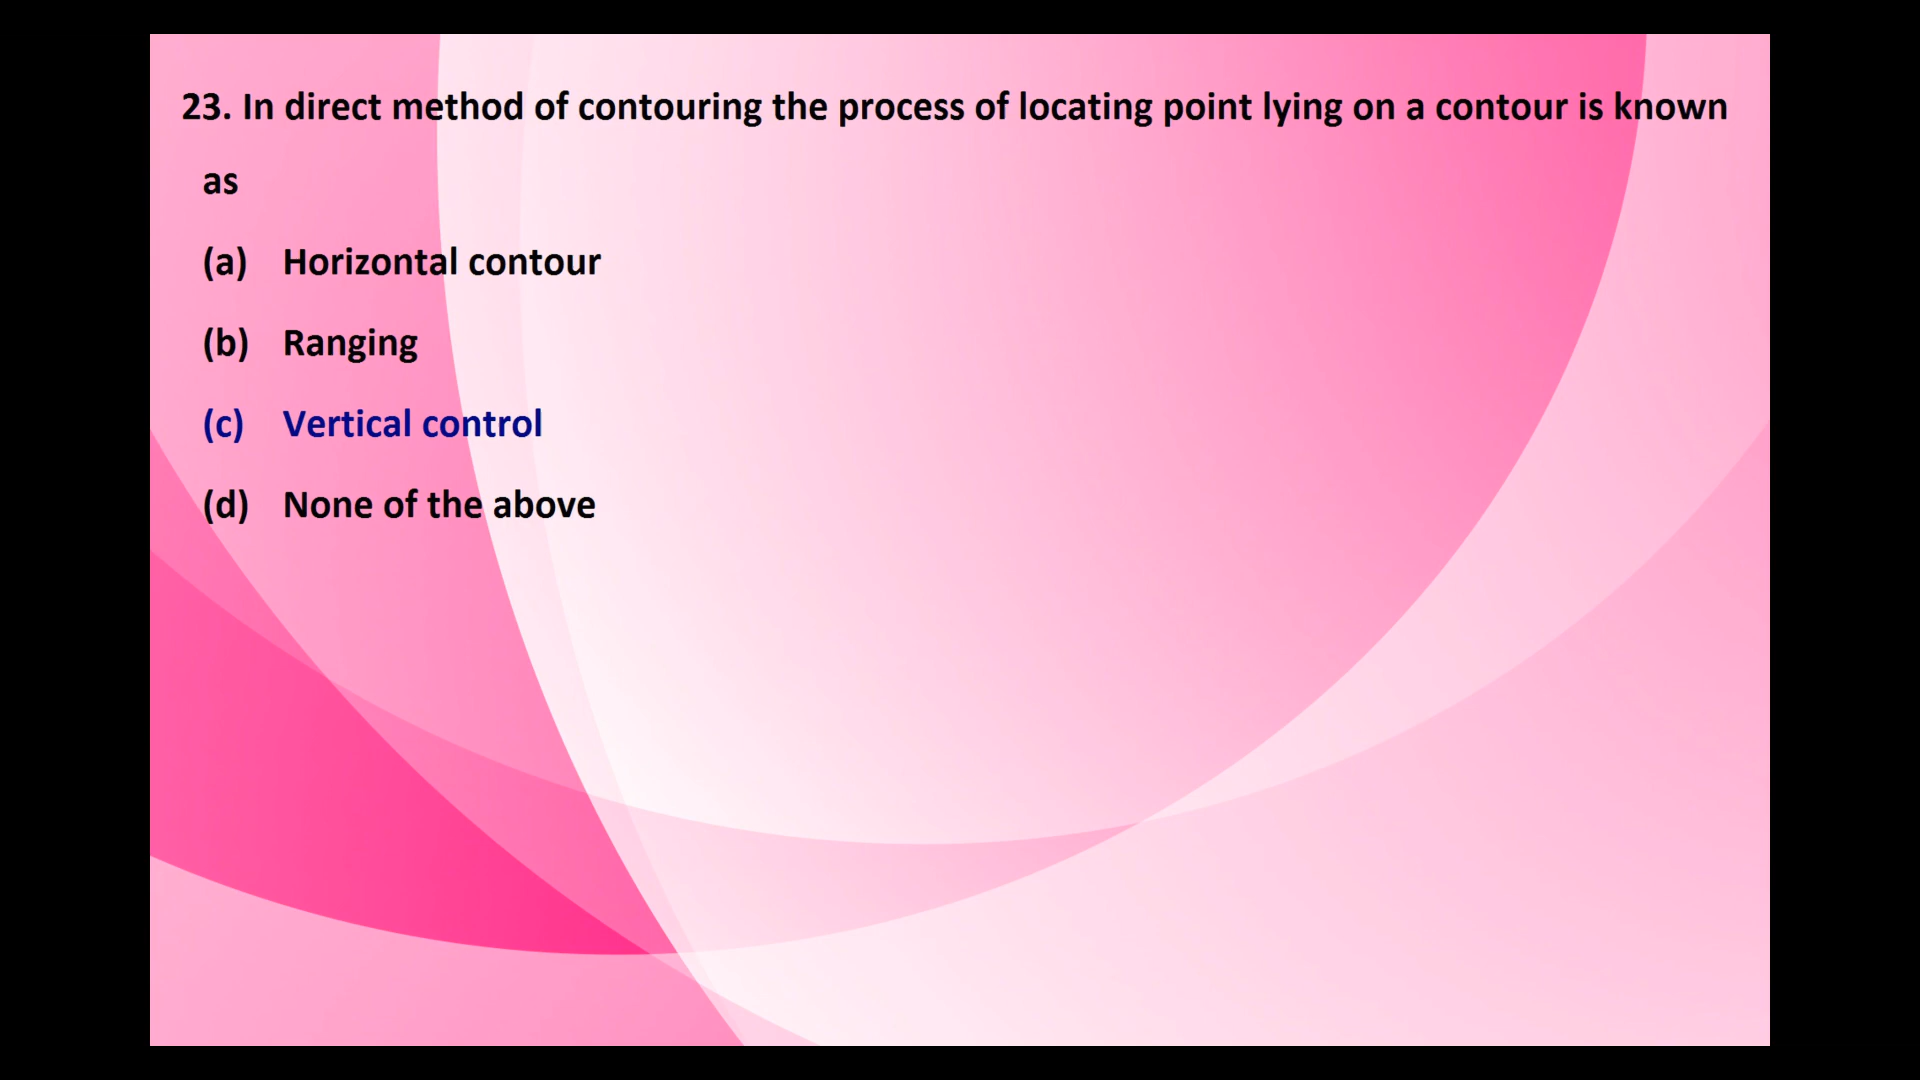 23. In direct method of contouring the process of locating point lying on a contour is known
as
(a) Horizontal contour
(b) Ranging
(c) Vertical control
(d) None of the above